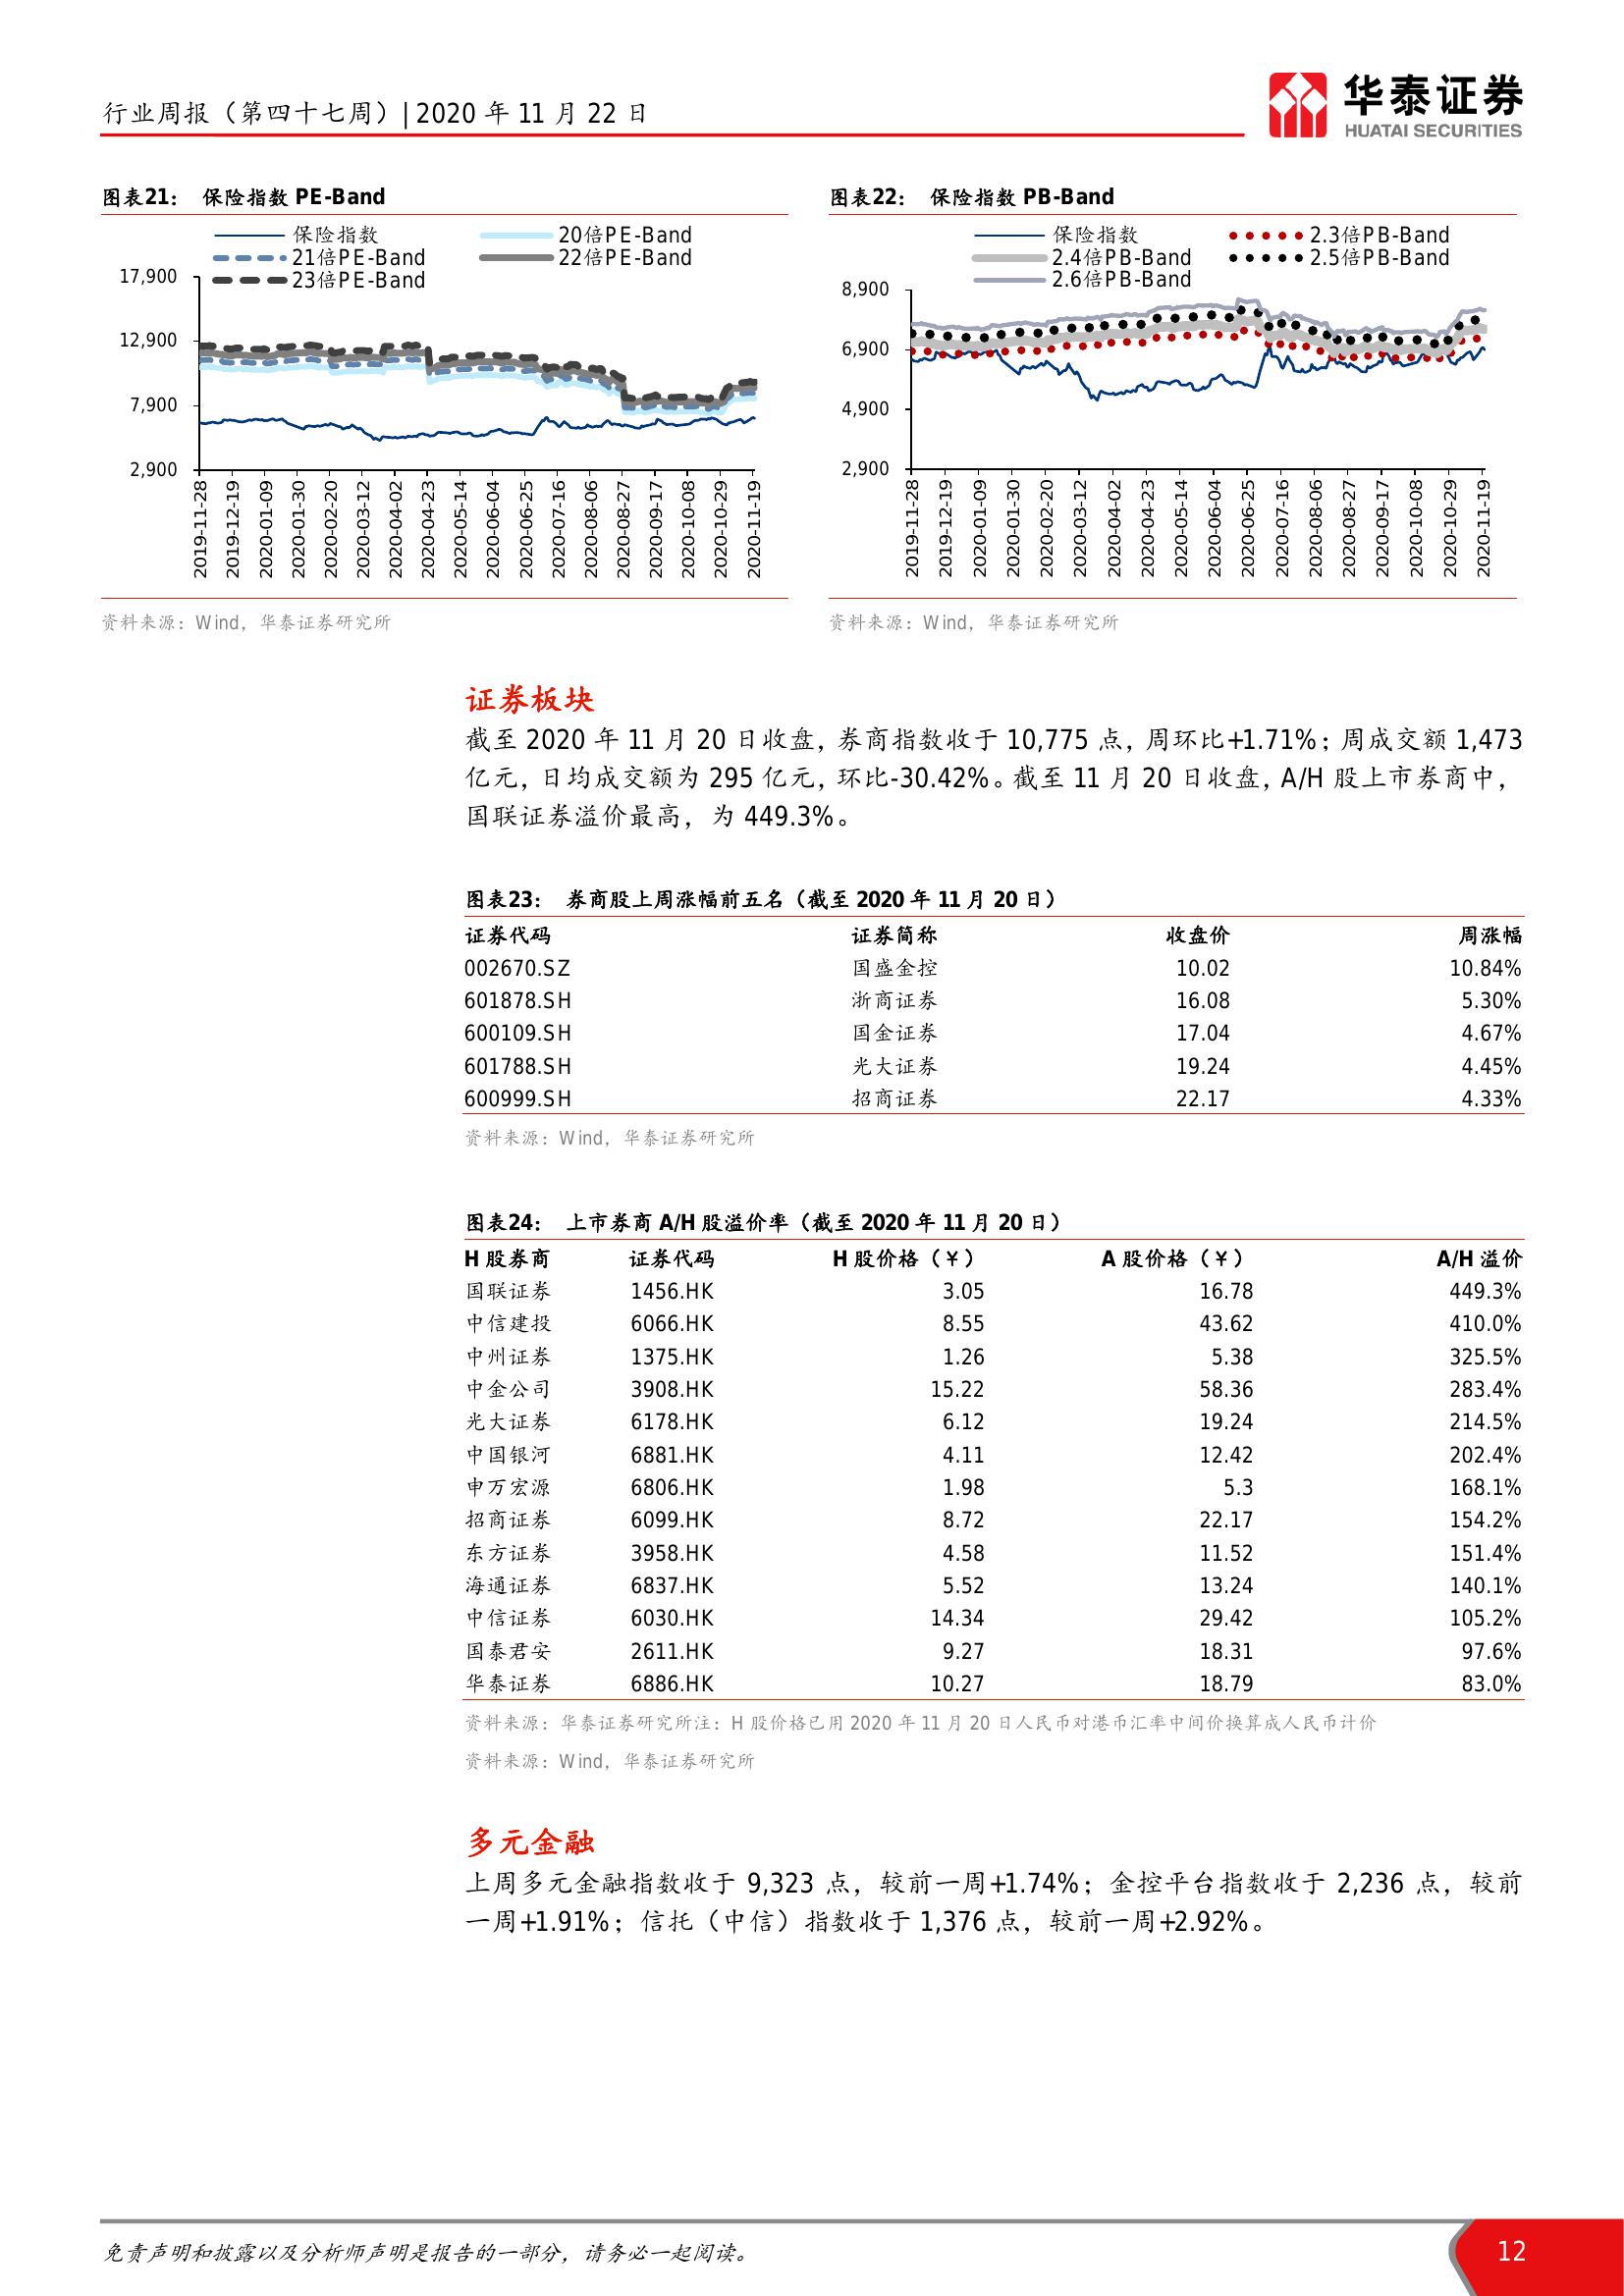 行业周报（第四十七周）| 2020 年 11 月 22 日
华泰证券
HUATAI SECURITIES
图表21： 保险指数 PE-Band
保险指数 20倍PE-Band
21倍PE-Band 22倍PE-Band
23倍PE-Band
17,900
12,900
7,900
2,900
2019-11-28
2019-12-19
2020-01-09
2020-01-30
2020-02-20
2020-03-12
2020-04-02
2020-04-23
2020-05-14
2020-06-04
2020-06-25
2020-07-16
2020-08-06
2020-08-27
2020-09-17
2020-10-08
2020-10-29
2020-11-19
资料来源：Wind，华泰证券研究所
图表22： 保险指数 PB-Band
保险指数 2.3倍PB-Band
2.4倍PB-Band 2.5倍PB-Band
2.6倍PB-Band
8,900
6,900
4,900
2,900
2019-11-28
2019-12-19
2020-01-09
2020-01-30
2020-02-20
2020-03-12
2020-04-02
2020-04-23
2020-05-14
2020-06-04
2020-06-25
2020-07-16
2020-08-06
2020-08-27
2020-09-17
2020-10-08
2020-10-29
2020-11-19
资料来源：Wind，华泰证券研究所
证券板块
截至 2020 年 11 月 20 日收盘，券商指数收于 10,775 点，周环比+1.71%；周成交额 1,473
亿元，日均成交额为 295 亿元，环比-30.42%。截至 11 月 20 日收盘，A/H 股上市券商中，
国联证券溢价最高，为 449.3%。
图表23： 券商股上周涨幅前五名（截至 2020 年 11 月 20 日）
证券代码 证券简称 收盘价 周涨幅
002670.SZ 国盛金控 10.02 10.84%
601878.SH 浙商证券 16.08 5.30%
600109.SH 国金证券 17.04 4.67%
601788.SH 光大证券 19.24 4.45%
600999.SH 招商证券 22.17 4.33%
资料来源：Wind，华泰证券研究所
图表24： 上市券商 A/H 股溢价率（截至 2020 年 11 月 20 日）
H 股券商 证券代码 H 股价格（¥） A 股价格（¥） A/H 溢价
国联证券 1456.HK 3.05 16.78 449.3%
中信建投 6066.HK 8.55 43.62 410.0%
中州证券 1375.HK 1.26 5.38 325.5%
中金公司 3908.HK 15.22 58.36 283.4%
光大证券 6178.HK 6.12 19.24 214.5%
中国银河 6881.HK 4.11 12.42 202.4%
申万宏源 6806.HK 1.98 5.3 168.1%
招商证券 6099.HK 8.72 22.17 154.2%
东方证券 3958.HK 4.58 11.52 151.4%
海通证券 6837.HK 5.52 13.24 140.1%
中信证券 6030.HK 14.34 29.42 105.2%
国泰君安 2611.HK 9.27 18.31 97.6%
华泰证券 6886.HK 10.27 18.79 83.0%
资料来源：华泰证券研究所注：H 股价格已用 2020 年 11 月 20 日人民币对港币汇率中间价换算成人民币计价
资料来源：Wind，华泰证券研究所
多元金融
上周多元金融指数收于 9,323 点，较前一周+1.74%；金控平台指数收于 2,236 点，较前
一周+1.91%；信托（中信）指数收于 1,376 点，较前一周+2.92%。
免责声明和披露以及分析师声明是报告的一部分，请务必一起阅读。
12